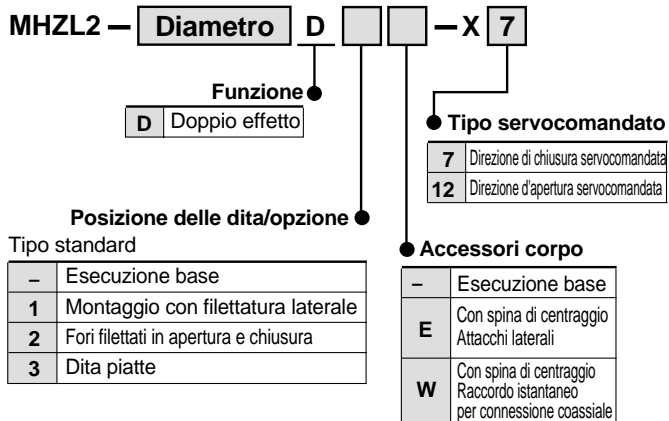 MHZL2 – Diametro D – X 7
Funzione
D Doppio effetto
Tipo servocomandato
7 Direzione di chiusura servocomandata
12 Direzione d'apertura servocomandata
Posizione delle dita/opzione
Tipo standard
– Esecuzione base
1 Montaggio con filettatura laterale
2 Fori filettati in apertura e chiusura
3 Dita piatte
Accessori corpo
– Esecuzione base
E Con spina di centraggio
Attacchi laterali
W Con spina di centraggio
Raccordo istantaneo
per connessione coassiale